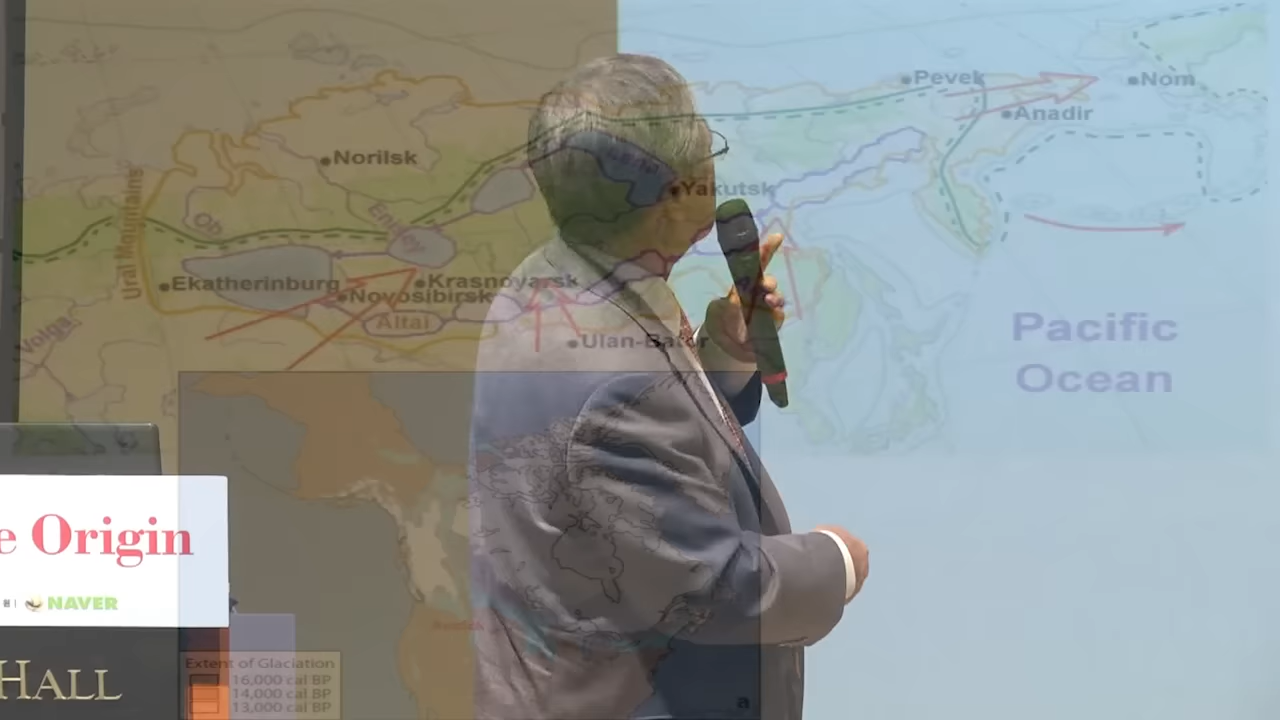 Pevek
Nom
Anadir
Norilsk
Yakutsk
Ob
Ural Mountains
Ekatherinburg
Krasnoyarsk
Novosibirsk
Altai
Volga
Ulan-Bator
Pacific
Ocean
e Origin
NAVER
HALL
Extent of Glaciation
16,000 cal BP
14,000 cal BP
13,000 cal BP
a